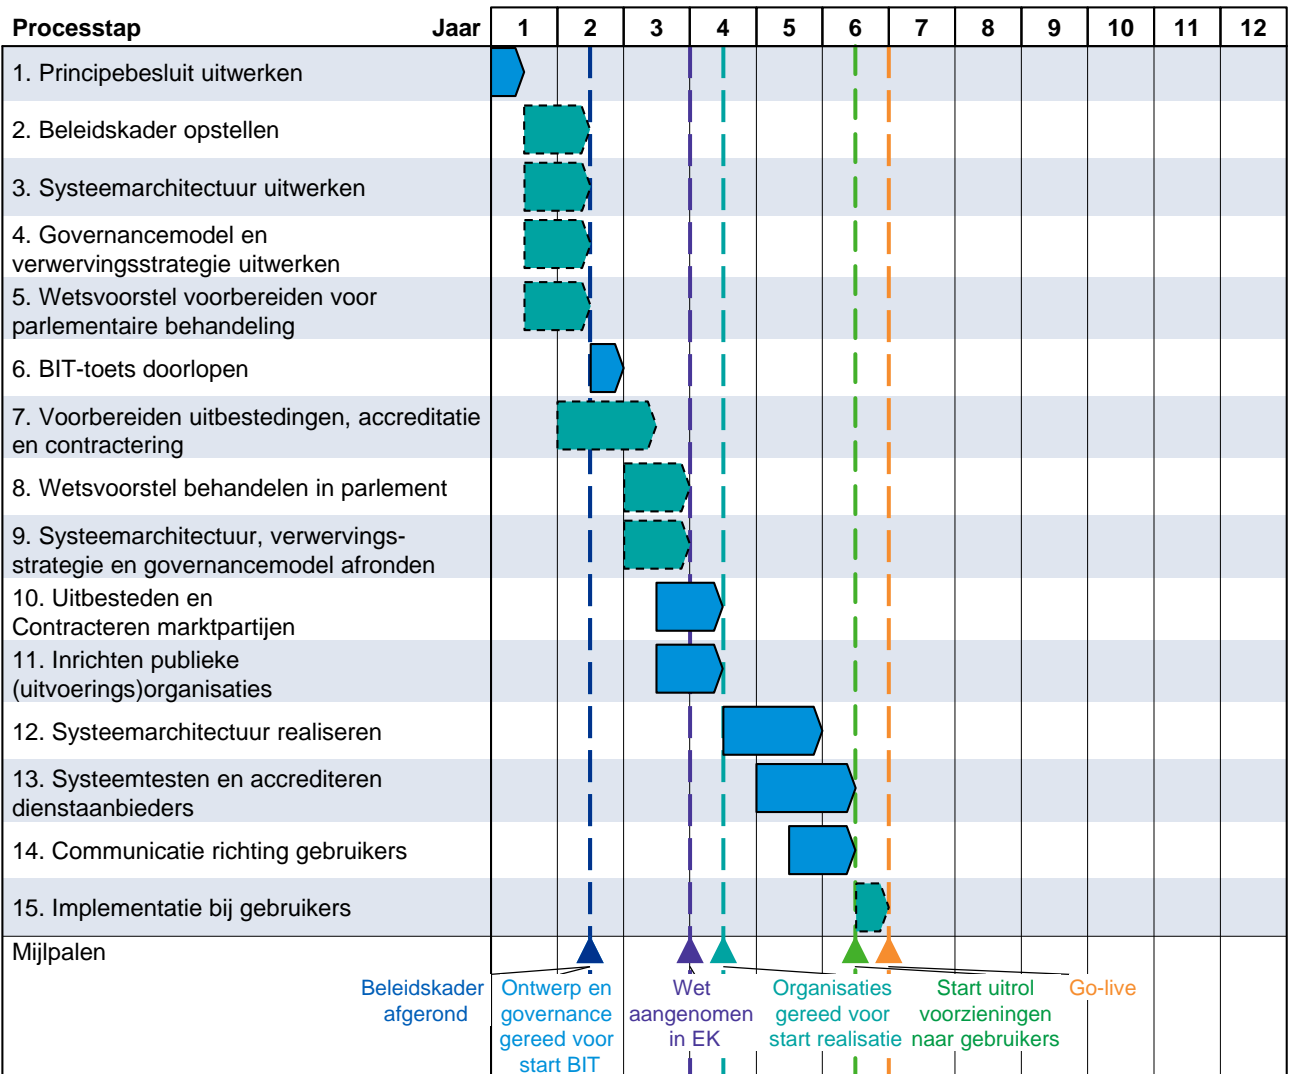 Processtap Jaar 1 2 3 4 5 6 7 8 9 10 11 12
1. Principebesluit uitwerken
2. Beleidskader opstellen
3. Systeemarchitectuur uitwerken
4. Governancemodel en
verwervingsstrategie uitwerken
5. Wetsvoorstel voorbereiden voor
parlementaire behandeling
6. BIT-toets doorlopen
7. Voorbereiden uitbestedingen, accreditatie
en contractering
8. Wetsvoorstel behandelen in parlement
9. Systeemarchitectuur, verwervings-
strategie en governancemodel afronden
10. Uitbesteden en
Contracteren marktpartijen
11. Inrichten publieke
(uitvoerings)organisaties
12. Systeemarchitectuur realiseren
13. Systeemtesten en accrediteren
dienstaanbieders
14. Communicatie richting gebruikers
15. Implementatie bij gebruikers
Mijlpalen
Beleidskader
afgerond
Ontwerp en
governance
gereed voor
start BIT
Wet
aangenomen
in EK
Organisaties
gereed voor
start realisatie
Start uitrol
voorzieningen
naar gebruikers
Go-live